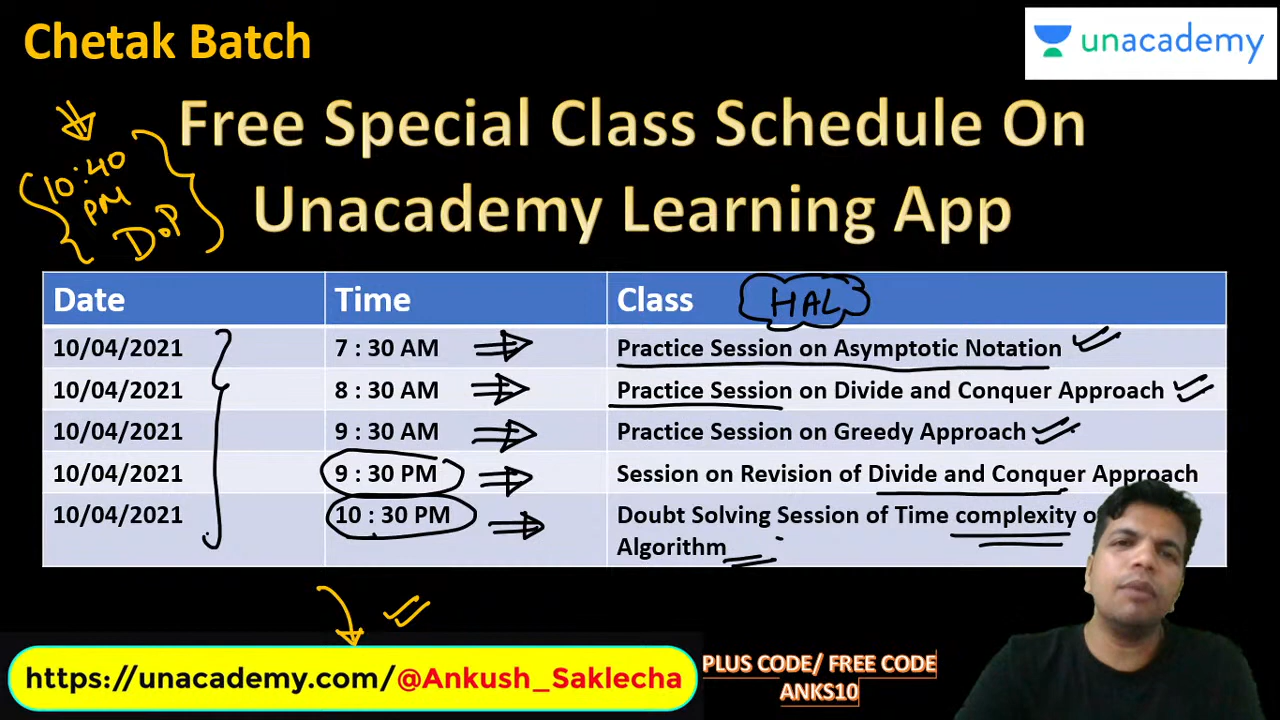 Chetak Batch
unacademy
Free Special Class Schedule On
Unacademy Learning App
10:40
PM
DoP
Date Time Class HAL
10/04/2021 7 : 30 AM Practice Session on Asymptotic Notation
10/04/2021 8 : 30 AM Practice Session on Divide and Conquer Approach
10/04/2021 9 : 30 AM Practice Session on Greedy Approach
10/04/2021 9 : 30 PM Session on Revision of Divide and Conquer Approach
10/04/2021 10 : 30 PM Doubt Solving Session of Time complexity
Algorithm
https://unacademy.com/@Ankush_Saklecha
PLUS CODE/ FREE CODE
ANKS10